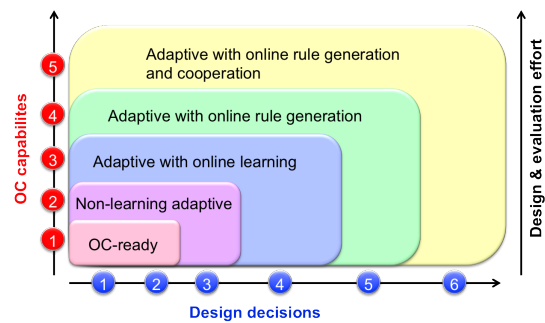 Adaptive with online rule generation
and cooperation
Adaptive with online rule generation
Adaptive with online learning
Non-learning adaptive
OC-ready
5
4
3
2
1
OC capabilites
1 2 3 4 5 6
Design decisions
Design & evaluation effort